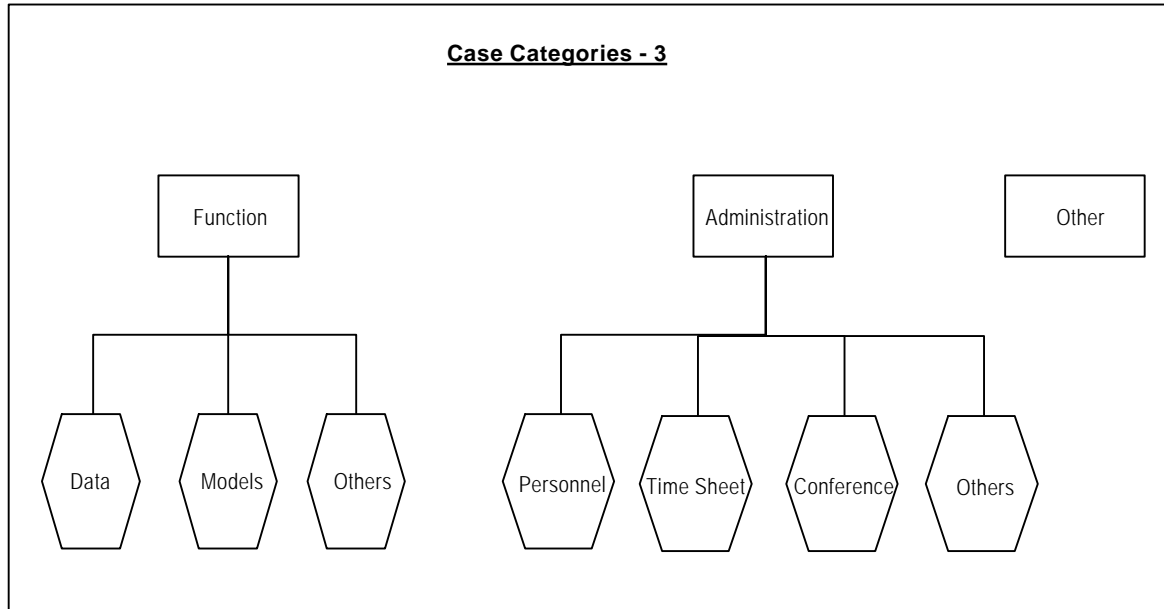 Case Categories - 3
Function
Administration
Other
Data
Models
Others
Personnel
Time Sheet
Conference
Others